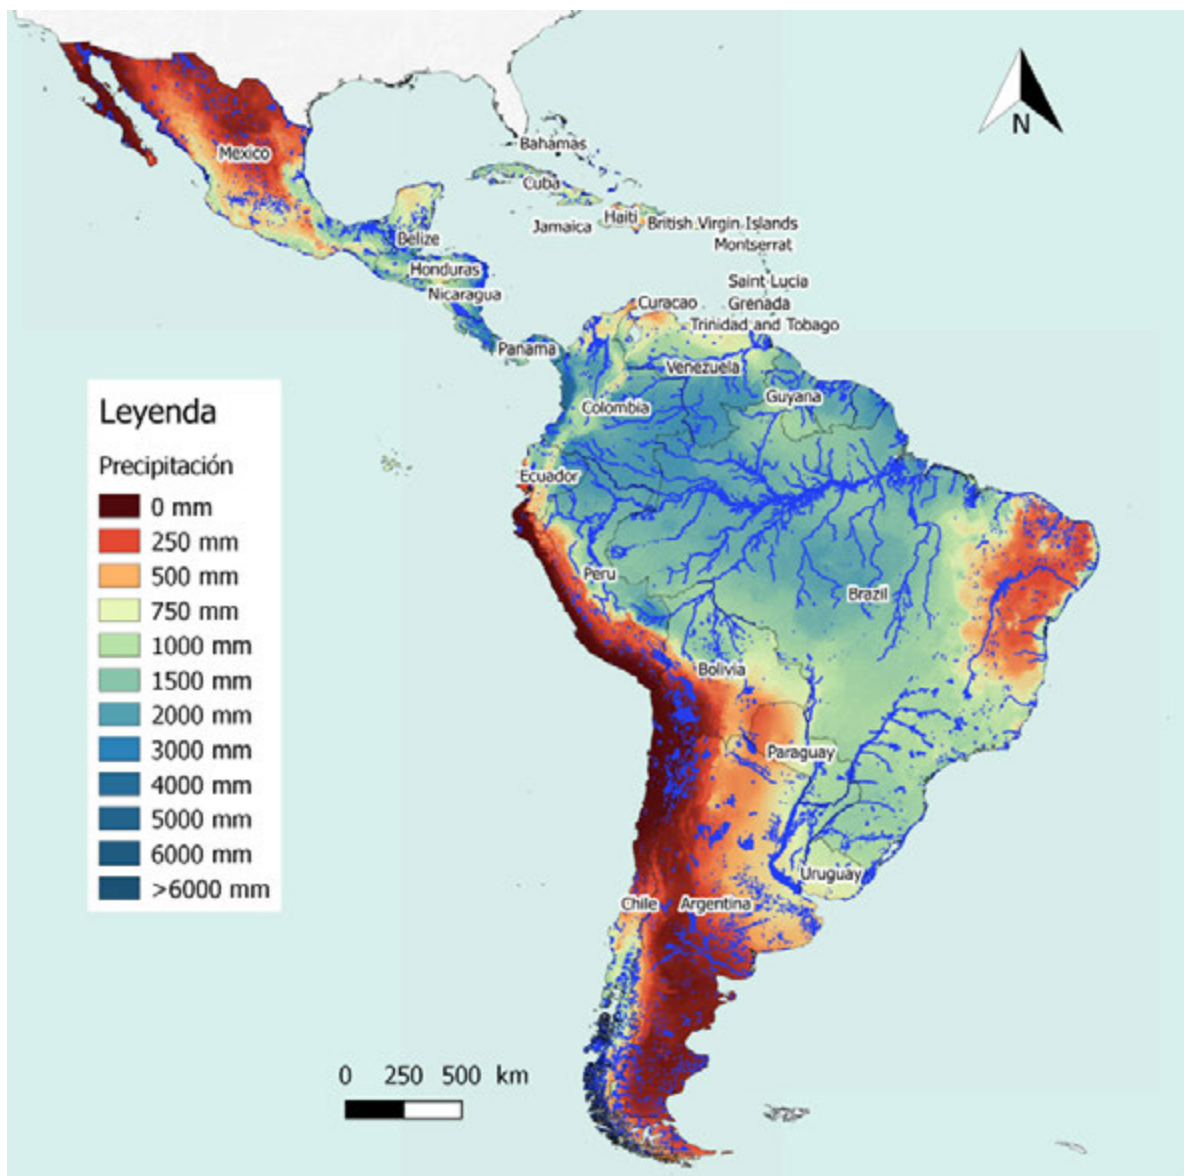 N
Bahamas
Mexico
Cuba
Haiti
Jamaica
British Virgin Islands
Belize
Montserrat
Honduras
Saint Lucia
Nicaragua
Curacao
Grenada
Trinidad and Tobago
Panama
Venezuela
Guyana
Colombia
Ecuador
Peru
Brazil
Bolivia
Paraguay
Uruguay
Chile
Argentina
Leyenda
Precipitación
0 mm
250 mm
500 mm
750 mm
1000 mm
1500 mm
2000 mm
3000 mm
4000 mm
5000 mm
6000 mm
>6000 mm
0 250 500 km